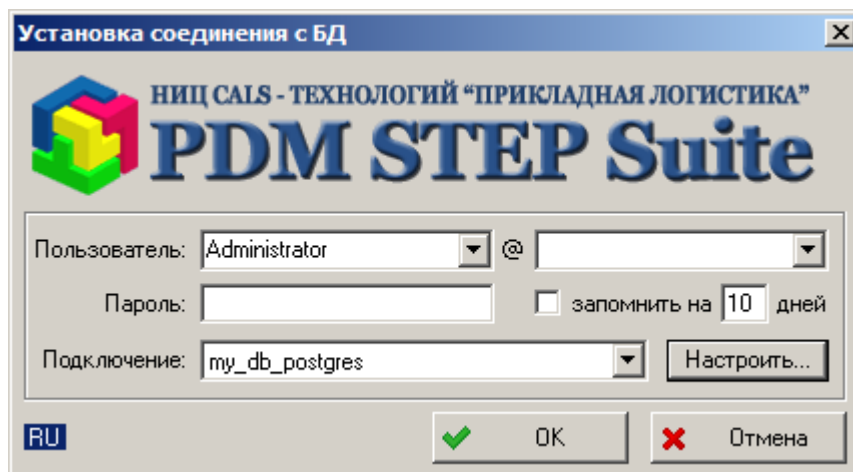 Установка соединения с БД
НИЦ CALS - ТЕХНОЛОГИЙ “ПРИКЛАДНАЯ ЛОГИСТИКА”
PDM STEP Suite
Пользователь: Administrator @
Пароль: запомнить на 10 дней
Подключение: my_db_postgres Настроить...
RU OK Отмена